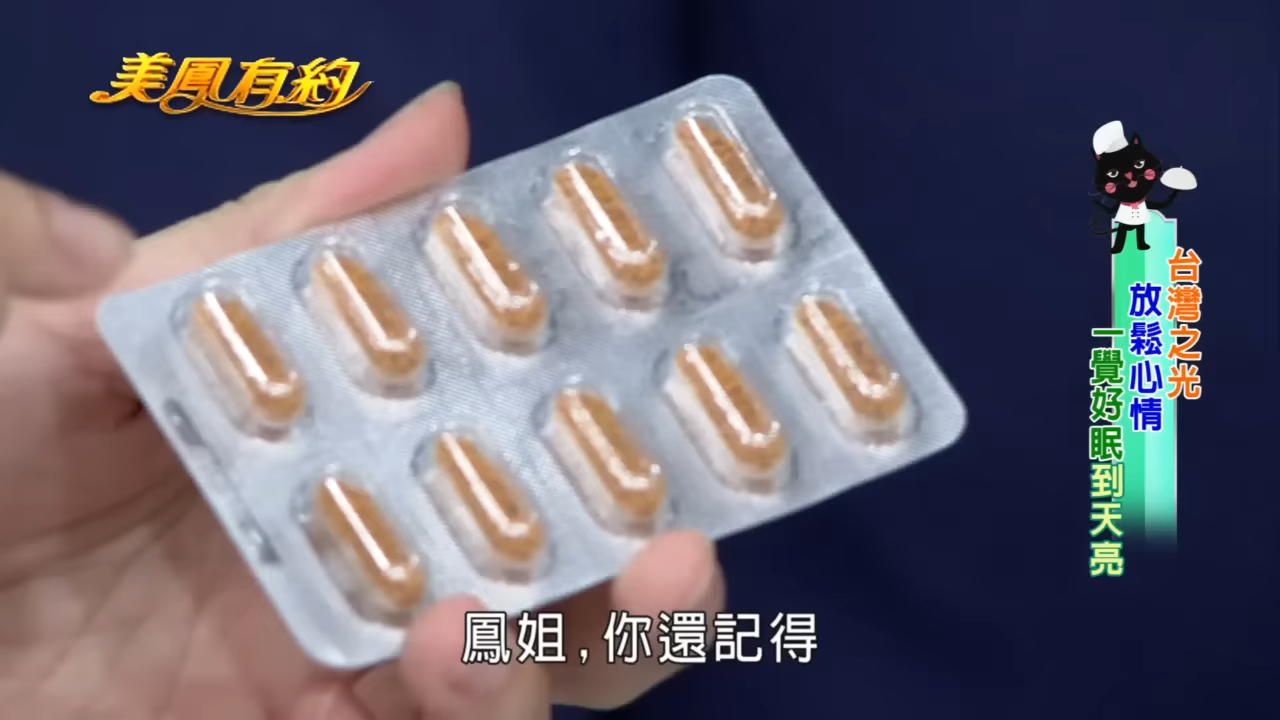 美鳳有約
台灣之光
放鬆心情
一覺好眠到天亮
鳳姐,你還記得